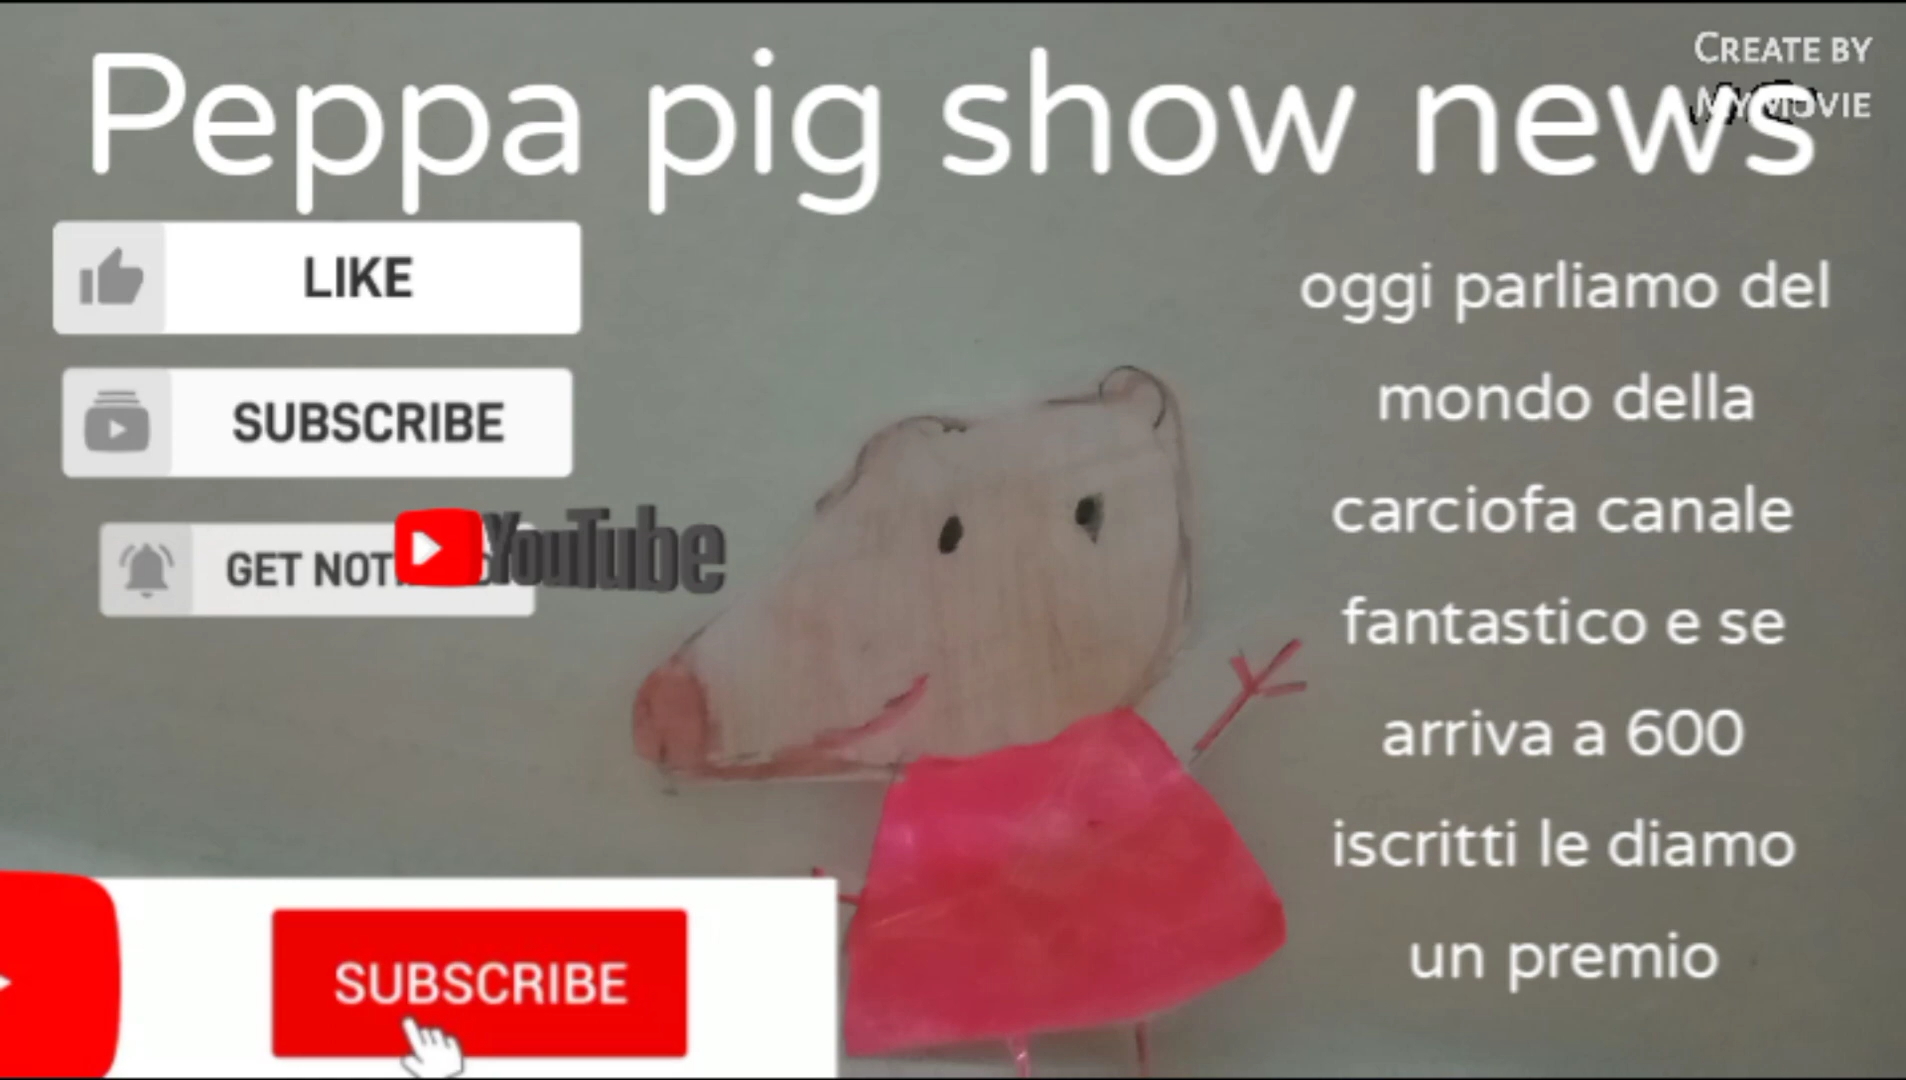 CREATE BY
Peppa pig show news
LIKE
SUBSCRIBE
GET NOT
YouTube
SUBSCRIBE
oggi parliamo del
mondo della
carciofa canale
fantastico e se
arriva a 600
iscritti le diamo
un premio